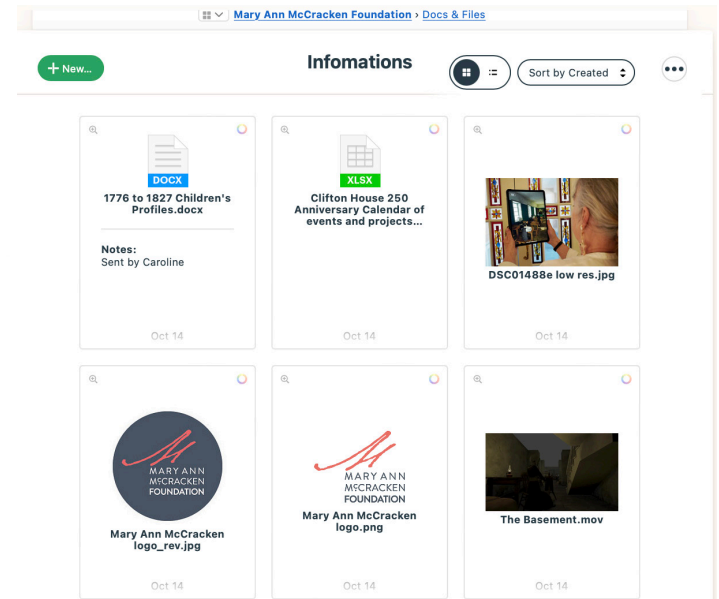 Mary Ann McCracken Foundation › Docs & Files
+ New...
Infomations
Sort by Created
DOCX
1776 to 1827 Children's
Profiles.docx
Notes:
Sent by Caroline
Oct 14
XLSX
Clifton House 250
Anniversary Calendar of
events and projects...
Oct 14
DSC01488e low res.jpg
Oct 14
MARY ANN
MCCRACKEN
FOUNDATION
Mary Ann McCracken
logo_rev.jpg
Oct 14
MARY ANN
MCCRACKEN
FOUNDATION
Mary Ann McCracken
logo.png
Oct 14
The Basement.mov
Oct 14